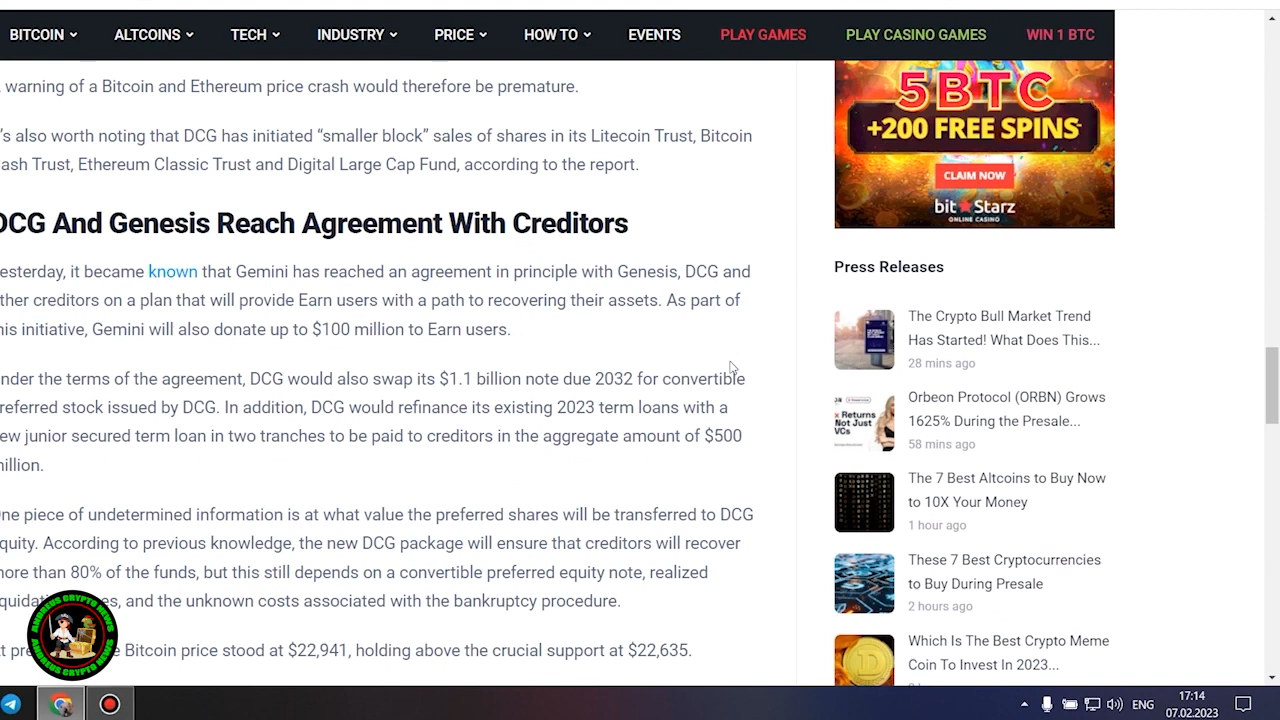 BITCOIN ALTCOINS TECH INDUSTRY PRICE HOW TO EVENTS PLAY GAMES PLAY CASINO GAMES WIN 1 BTC
warning of a Bitcoin and Ethereum price crash would therefore be premature.
's also worth noting that DCG has initiated “smaller block” sales of shares in its Litecoin Trust, Bitcoin
ash Trust, Ethereum Classic Trust and Digital Large Cap Fund, according to the report.
DCG And Genesis Reach Agreement With Creditors
esterday, it became known that Gemini has reached an agreement in principle with Genesis, DCG and
ther creditors on a plan that will provide Earn users with a path to recovering their assets. As part of
his initiative, Gemini will also donate up to $100 million to Earn users.
nder the terms of the agreement, DCG would also swap its $1.1 billion note due 2032 for convertible
referred stock issued by DCG. In addition, DCG would refinance its existing 2023 term loans with a
ew junior secured term loan in two tranches to be paid to creditors in the aggregate amount of $500
illion.
ne piece of undetermined information is at what value the preferred shares will be transferred to DCG
quity. According to previous knowledge, the new DCG package will ensure that creditors will recover
ore than 80% of the funds, but this still depends on a convertible preferred equity note, realized
quidat es, and the unknown costs associated with the bankruptcy procedure.
t pre e Bitcoin price stood at $22,941, holding above the crucial support at $22,635.
ANDREUS CRYPTO NEWS
ANDREUS CRYPTO NEWS
5BTC
+200 FREE SPINS
CLAIM NOW
bitStarz
ONLINE CASINO
Press Releases
The Crypto Bull Market Trend
Has Started! What Does This...
28 mins ago
Returns
Not Just
VCs
Orbeon Protocol (ORBN) Grows
1625% During the Presale...
58 mins ago
The 7 Best Altcoins to Buy Now
to 10X Your Money
1 hour ago
These 7 Best Cryptocurrencies
to Buy During Presale
2 hours ago
Which Is The Best Crypto Meme
Coin To Invest In 2023...
ENG
17:14
07.02.2023